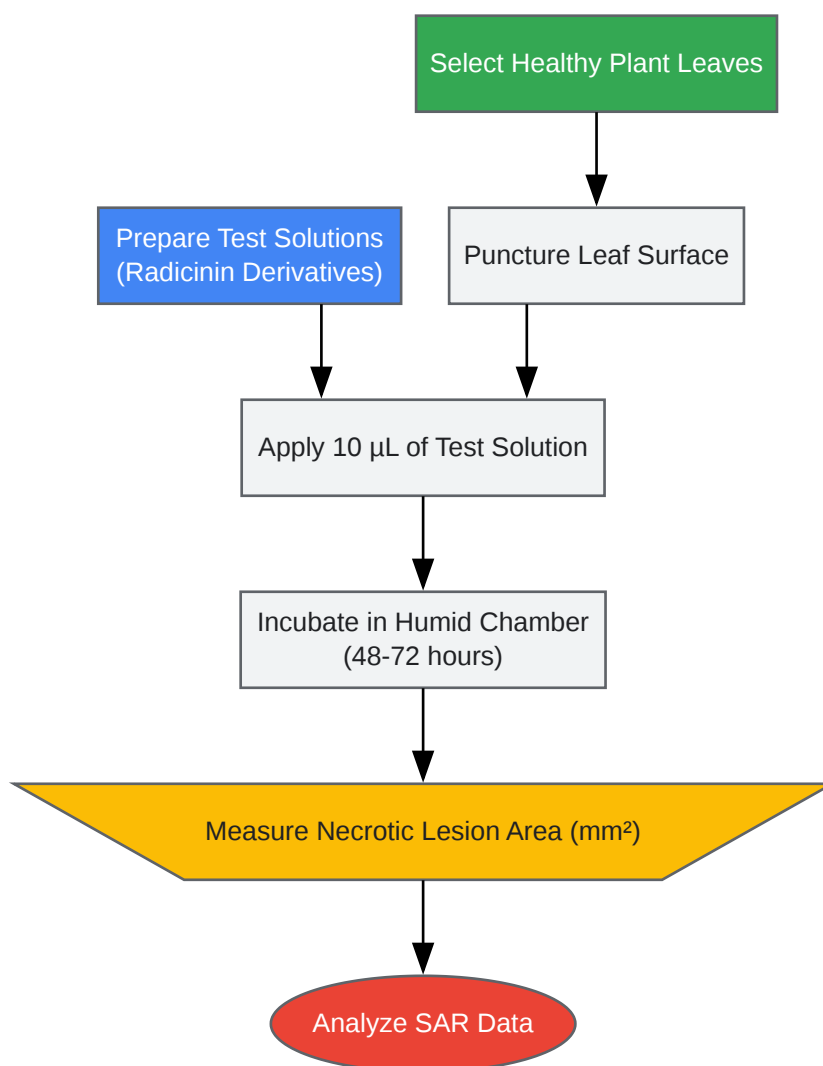 Select Healthy Plant Leaves
Prepare Test Solutions
(Radicinin Derivatives)
Puncture Leaf Surface
Apply 10 µL of Test Solution
Incubate in Humid Chamber
(48-72 hours)
Measure Necrotic Lesion Area (mm²)
Analyze SAR Data